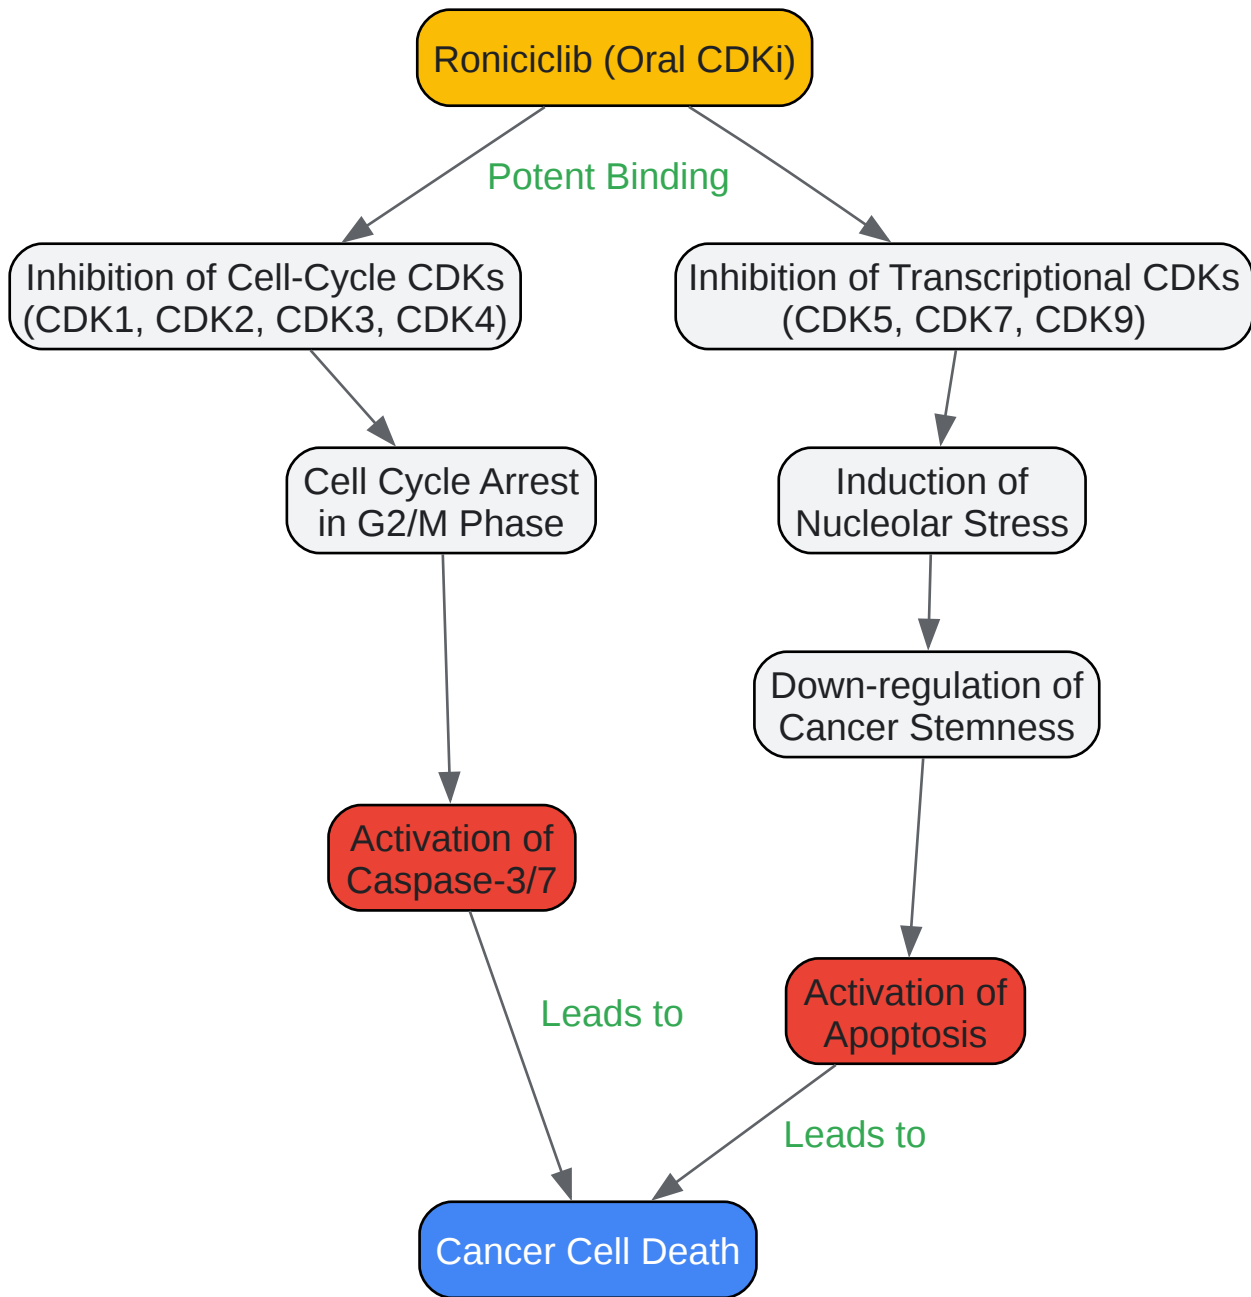 Roniciclib (Oral CDKi)
Potent Binding
Inhibition of Cell-Cycle CDKs
(CDK1, CDK2, CDK3, CDK4)
Inhibition of Transcriptional CDKs
(CDK5, CDK7, CDK9)
Cell Cycle Arrest
in G2/M Phase
Induction of
Nucleolar Stress
Down-regulation of
Cancer Stemness
Activation of
Caspase-3/7
Activation of
Apoptosis
Leads to
Leads to
Cancer Cell Death